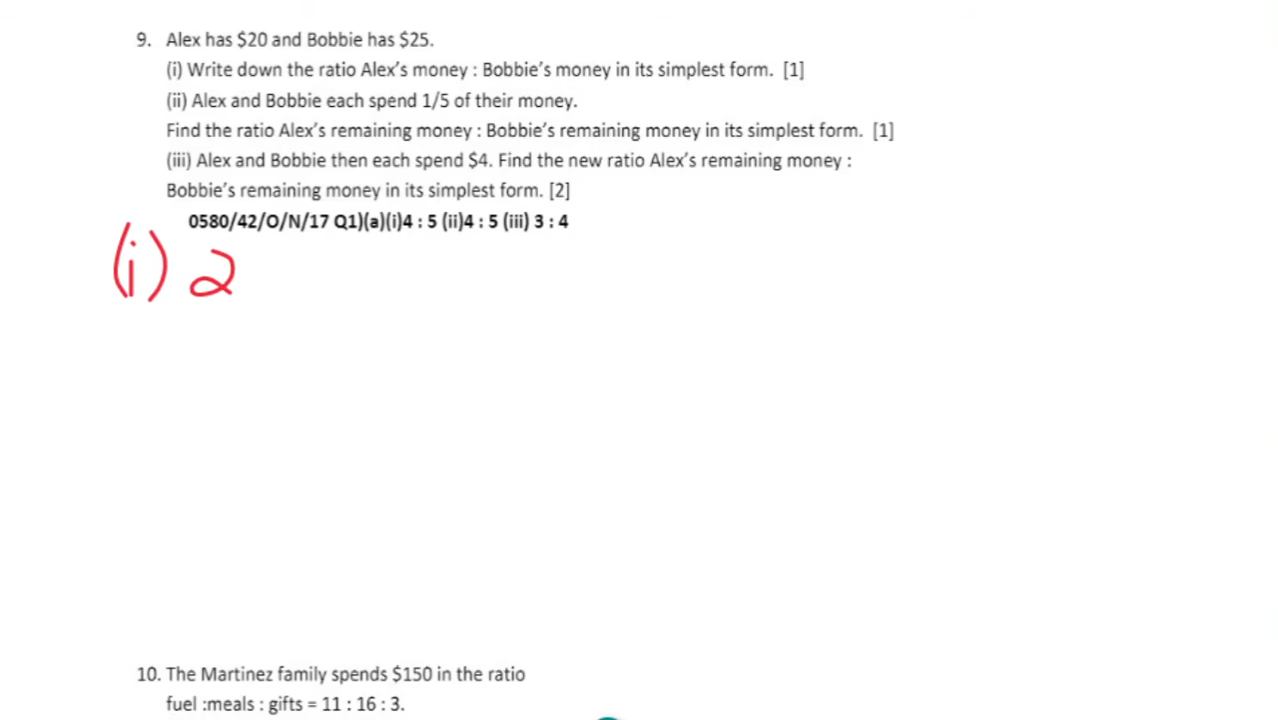 9. Alex has $20 and Bobbie has $25.
(i) Write down the ratio Alex's money : Bobbie's money in its simplest form. [1]
(ii) Alex and Bobbie each spend 1/5 of their money.
Find the ratio Alex's remaining money : Bobbie's remaining money in its simplest form. [1]
(iii) Alex and Bobbie then each spend $4. Find the new ratio Alex's remaining money :
Bobbie's remaining money in its simplest form. [2]
0580/42/O/N/17 Q1)(a)(i)4 : 5 (ii)4 : 5 (iii) 3 : 4
(i) 2
10. The Martinez family spends $150 in the ratio
fuel :meals : gifts = 11 : 16 : 3.